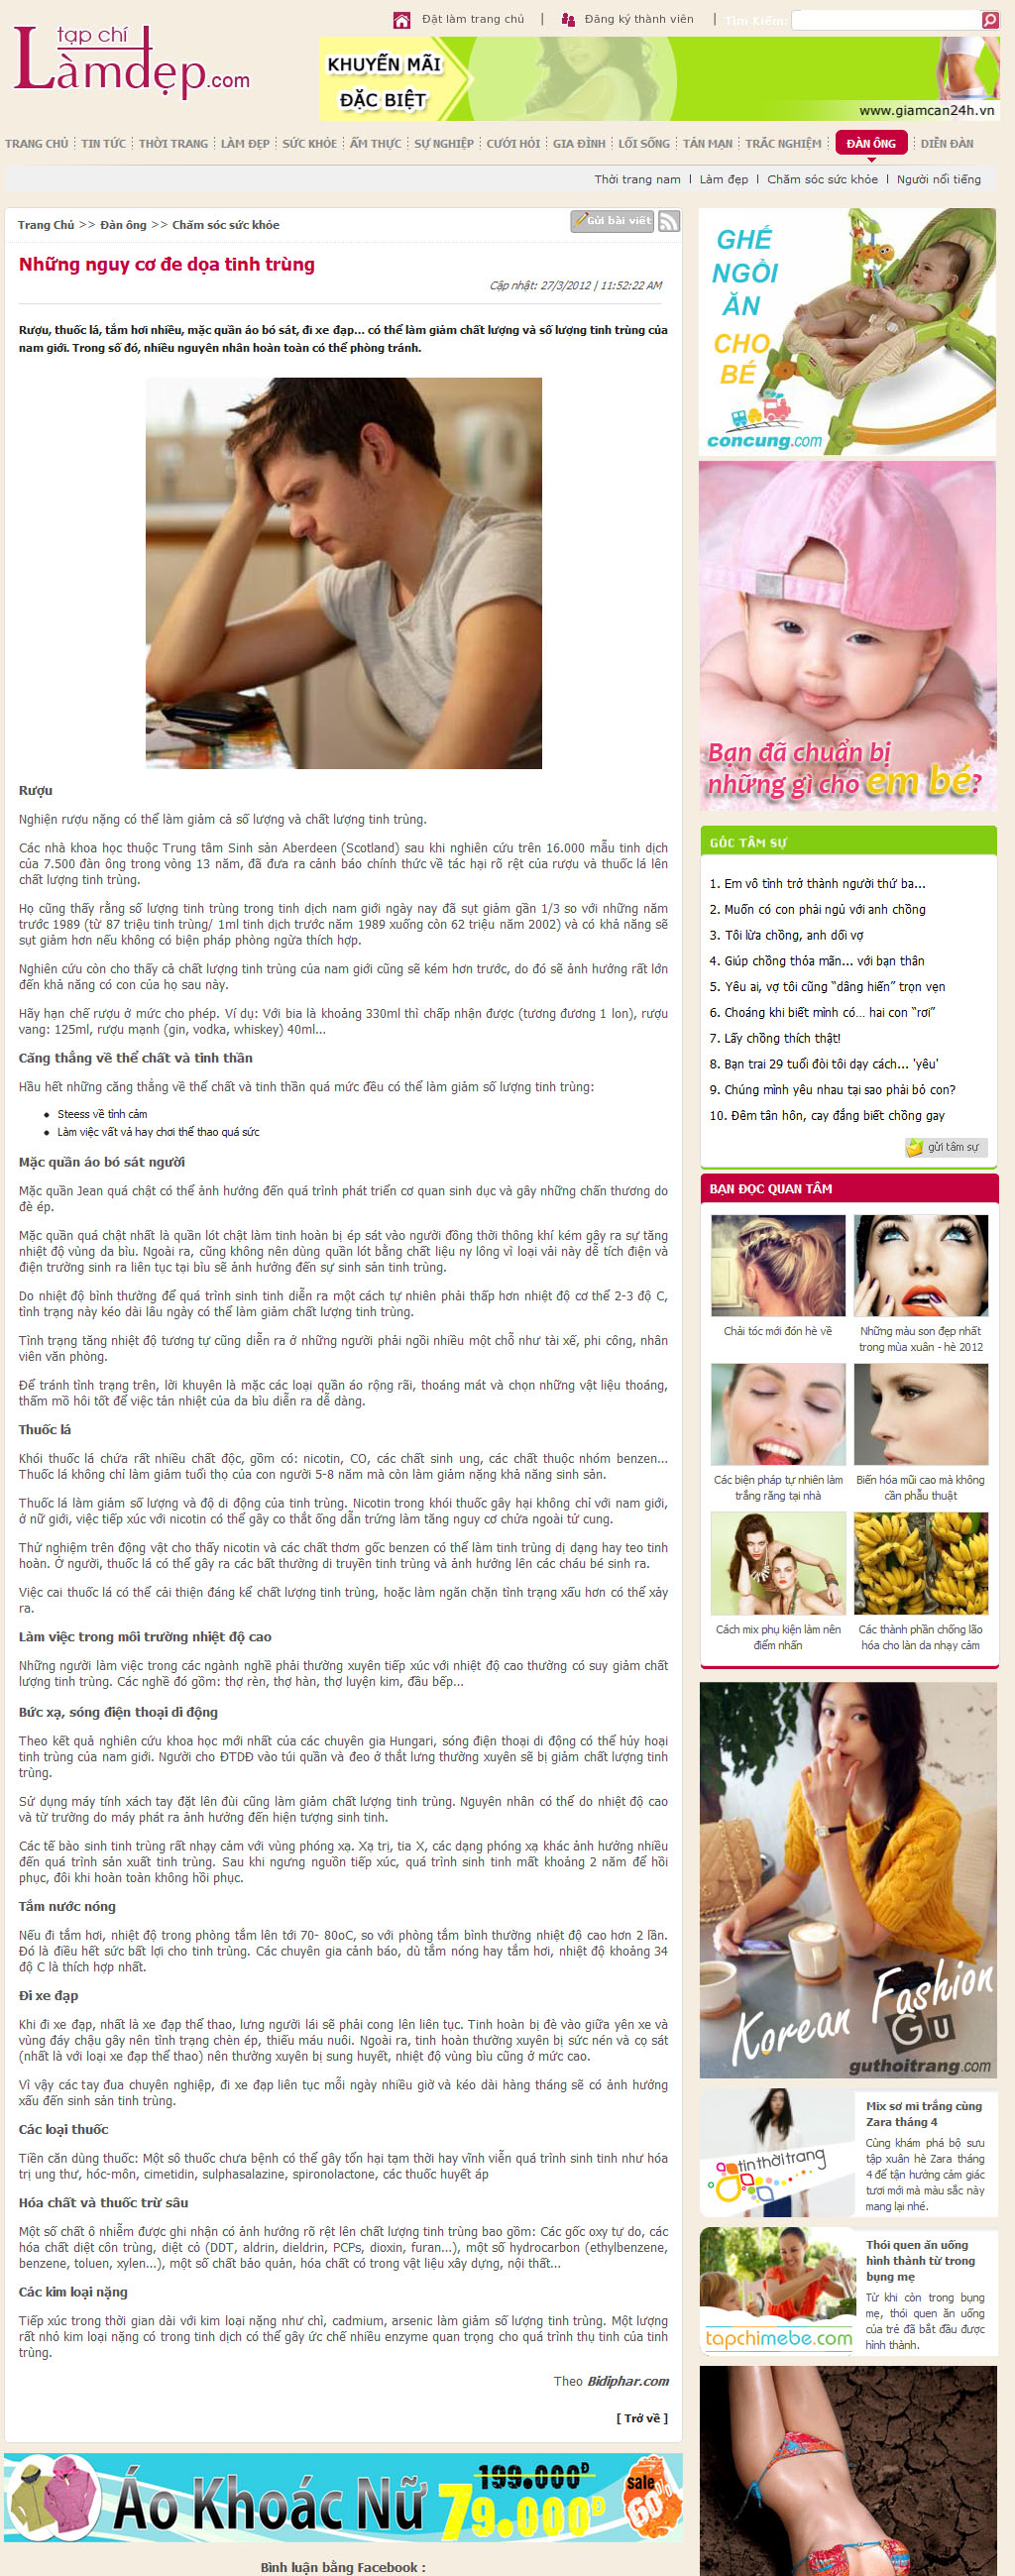 tạp chí
Làmđẹp.com
Đặt làm trang chủ | Đăng ký thành viên | Tìm Kiếm:
KHUYẾN MÃI
ĐẶC BIỆT
www.giamcan24h.vn
TRANG CHỦ TIN TỨC THỜI TRANG LÀM ĐẸP SỨC KHỎE ẨM THỰC SỰ NGHIỆP CƯỚI HỎI GIA ĐÌNH LỐI SỐNG TẢN MẠN TRẮC NGHIỆM ĐÀN ÔNG DIỄN ĐÀN
Thời trang nam | Làm đẹp | Chăm sóc sức khỏe | Người nổi tiếng
Trang Chủ >> Đàn ông >> Chăm sóc sức khỏe
Gửi bài viết
Những nguy cơ đe dọa tinh trùng
Cập nhật: 27/3/2012 | 11:52:22 AM
Rượu, thuốc lá, tắm hơi nhiều, mặc quần áo bó sát, đi xe đạp... có thể làm giảm chất lượng và số lượng tinh trùng của
nam giới. Trong số đó, nhiều nguyên nhân hoàn toàn có thể phòng tránh.
Rượu
Nghiện rượu nặng có thể làm giảm cả số lượng và chất lượng tinh trùng.
Các nhà khoa học thuộc Trung tâm Sinh sản Aberdeen (Scotland) sau khi nghiên cứu trên 16.000 mẫu tinh dịch
của 7.500 đàn ông trong vòng 13 năm, đã đưa ra cảnh báo chính thức về tác hại rõ rệt của rượu và thuốc lá lên
chất lượng tinh trùng.
Họ cũng thấy rằng số lượng tinh trùng trong tinh dịch nam giới ngày nay đã sụt giảm gần 1/3 so với những năm
trước 1989 (từ 87 triệu tinh trùng/ 1ml tinh dịch trước năm 1989 xuống còn 62 triệu năm 2002) và có khả năng sẽ
sụt giảm hơn nếu không có biện pháp phòng ngừa thích hợp.
Nghiên cứu còn cho thấy cả chất lượng tinh trùng của nam giới cũng sẽ kém hơn trước, do đó sẽ ảnh hưởng rất lớn
đến khả năng có con của họ sau này.
Hãy hạn chế rượu ở mức cho phép. Ví dụ: Với bia là khoảng 330ml thì chấp nhận được (tương đương 1 lon), rượu
vang: 125ml, rượu mạnh (gin, vodka, whiskey) 40ml...
Căng thẳng về thể chất và tinh thần
Hầu hết những căng thẳng về thể chất và tinh thần quá mức đều có thể làm giảm số lượng tinh trùng:
• Steess về tình cảm
• Làm việc vất vả hay chơi thể thao quá sức
Mặc quần áo bó sát người
Mặc quần Jean quá chật có thể ảnh hưởng đến quá trình phát triển cơ quan sinh dục và gây những chấn thương do
đè ép.
Mặc quần quá chật nhất là quần lót chật làm tinh hoàn bị ép sát vào người đồng thời thông khí kém gây ra sự tăng
nhiệt độ vùng da bìu. Ngoài ra, cũng không nên dùng quần lót bằng chất liệu ny lông vì loại vải này dễ tích điện và
điện trường sinh ra liên tục tại bìu sẽ ảnh hưởng đến sự sinh sản tinh trùng.
Do nhiệt độ bình thường để quá trình sinh tinh diễn ra một cách tự nhiên phải thấp hơn nhiệt độ cơ thể 2-3 độ C,
tình trạng này kéo dài lâu ngày có thể làm giảm chất lượng tinh trùng.
Tình trạng tăng nhiệt độ tương tự cũng diễn ra ở những người phải ngồi nhiều một chỗ như tài xế, phi công, nhân
viên văn phòng.
Để tránh tình trạng trên, lời khuyên là mặc các loại quần áo rộng rãi, thoáng mát và chọn những vật liệu thoáng,
thấm mồ hôi tốt để việc tản nhiệt của da bìu diễn ra dễ dàng.
Thuốc lá
Khói thuốc lá chứa rất nhiều chất độc, gồm có: nicotin, CO, các chất sinh ung, các chất thuộc nhóm benzen...
Thuốc lá không chỉ làm giảm tuổi thọ của con người 5-8 năm mà còn làm giảm nặng khả năng sinh sản.
Thuốc lá làm giảm số lượng và độ di động của tinh trùng. Nicotin trong khói thuốc gây hại không chỉ với nam giới,
ở nữ giới, việc tiếp xúc với nicotin có thể gây co thắt ống dẫn trứng làm tăng nguy cơ chửa ngoài tử cung.
Thử nghiệm trên động vật cho thấy nicotin và các chất thơm gốc benzen có thể làm tinh trùng dị dạng hay teo tinh
hoàn. Ở người, thuốc lá có thể gây ra các bất thường di truyền tinh trùng và ảnh hưởng lên các cháu bé sinh ra.
Việc cai thuốc lá có thể cải thiện đáng kể chất lượng tinh trùng, hoặc làm ngăn chặn tình trạng xấu hơn có thể xảy
ra.
Làm việc trong môi trường nhiệt độ cao
Những người làm việc trong các ngành nghề phải thường xuyên tiếp xúc với nhiệt độ cao thường có suy giảm chất
lượng tinh trùng. Các nghề đó gồm: thợ rèn, thợ hàn, thợ luyện kim, đầu bếp...
Bức xạ, sóng điện thoại di động
Theo kết quả nghiên cứu khoa học mới nhất của các chuyên gia Hungari, sóng điện thoại di động có thể hủy hoại
tinh trùng của nam giới. Người cho ĐTDĐ vào túi quần và đeo ở thắt lưng thường xuyên sẽ bị giảm chất lượng tinh
trùng.
Sử dụng máy tính xách tay đặt lên đùi cũng làm giảm chất lượng tinh trùng. Nguyên nhân có thể do nhiệt độ cao
và từ trường do máy phát ra ảnh hưởng đến hiện tượng sinh tinh.
Các tế bào sinh tinh trùng rất nhạy cảm với vùng phóng xạ. Xạ trị, tia X, các dạng phóng xạ khác ảnh hưởng nhiều
đến quá trình sản xuất tinh trùng. Sau khi ngưng nguồn tiếp xúc, quá trình sinh tinh mất khoảng 2 năm để hồi
phục, đôi khi hoàn toàn không hồi phục.
Tắm nước nóng
Nếu đi tắm hơi, nhiệt độ trong phòng tắm lên tới 70- 80oC, so với phòng tắm bình thường nhiệt độ cao hơn 2 lần.
Đó là điều hết sức bất lợi cho tinh trùng. Các chuyên gia cảnh báo, dù tắm nóng hay tắm hơi, nhiệt độ khoảng 34
độ C là thích hợp nhất.
Đi xe đạp
Khi đi xe đạp, nhất là xe đạp thể thao, lưng người lái sẽ phải cong lên liên tục. Tinh hoàn bị đè vào giữa yên xe và
vùng đáy chậu gây nên tình trạng chèn ép, thiếu máu nuôi. Ngoài ra, tinh hoàn thường xuyên bị sức nén và cọ sát
(nhất là với loại xe đạp thể thao) nên thường xuyên bị sung huyết, nhiệt độ vùng bìu cũng ở mức cao.
Vì vậy các tay đua chuyên nghiệp, đi xe đạp liên tục mỗi ngày nhiều giờ và kéo dài hàng tháng sẽ có ảnh hưởng
xấu đến sinh sản tinh trùng.
Các loại thuốc
Tiền căn dùng thuốc: Một số thuốc chưa bệnh có thể gây tổn hại tạm thời hay vĩnh viễn quá trình sinh tinh như hóa
trị ung thư, hóc-môn, cimetidin, sulphasalazine, spironolactone, các thuốc huyết áp
Hóa chất và thuốc trừ sâu
Một số chất ô nhiễm được ghi nhận có ảnh hưởng rõ rệt lên chất lượng tinh trùng bao gồm: Các gốc oxy tự do, các
hóa chất diệt côn trùng, diệt cỏ (DDT, aldrin, dieldrin, PCPs, dioxin, furan...), một số hydrocarbon (ethylbenzene,
benzene, toluen, xylen...), một số chất bảo quản, hóa chất có trong vật liệu xây dựng, nội thất...
Các kim loại nặng
Tiếp xúc trong thời gian dài với kim loại nặng như chì, cadmium, arsenic làm giảm số lượng tinh trùng. Một lượng
rất nhỏ kim loại nặng có trong tinh dịch có thể gây ức chế nhiều enzyme quan trọng cho quá trình thụ tinh của tinh
trùng.
Theo Bidiphar.com
[ Trở về ]
Áo Khoác Nữ 199.000Đ 79.000Đ sale 60%
Bình luận bằng Facebook :
GHẾ
NGỒI
ĂN
CHO
BÉ
concung.com
Bạn đã chuẩn bị
những gì cho em bé?
GÓC TÂM SỰ
1. Em vô tình trở thành người thứ ba...
2. Muốn có con phải ngủ với anh chồng
3. Tôi lừa chồng, anh dối vợ
4. Giúp chồng thỏa mãn... với bạn thân
5. Yêu ai, vợ tôi cũng “dâng hiến” trọn vẹn
6. Choáng khi biết mình có... hai con “rơi”
7. Lấy chồng thích thật!
8. Bạn trai 29 tuổi đòi tôi dạy cách... 'yêu'
9. Chúng mình yêu nhau tại sao phải bỏ con?
10. Đêm tân hôn, cay đắng biết chồng gay
gửi tâm sự
BẠN ĐỌC QUAN TÂM
Chải tóc mới đón hè về
Những màu son đẹp nhất
trong mùa xuân - hè 2012
Các biện pháp tự nhiên làm
trắng răng tại nhà
Biến hóa mũi cao mà không
cần phẫu thuật
Cách mix phụ kiện làm nên
điểm nhấn
Các thành phần chống lão
hóa cho làn da nhạy cảm
Korean Fashion
Gu
guthoitrang.com
tinthờitrang
Mix sơ mi trắng cùng
Zara tháng 4
Cùng khám phá bộ sưu
tập xuân hè Zara tháng
4 để tận hưởng cảm giác
tươi mới mà màu sắc này
mang lại nhé.
tapchimebe.com
Thói quen ăn uống
hình thành từ trong
bụng mẹ
Từ khi còn trong bụng
mẹ, thói quen ăn uống
của trẻ đã bắt đầu được
hình thành.